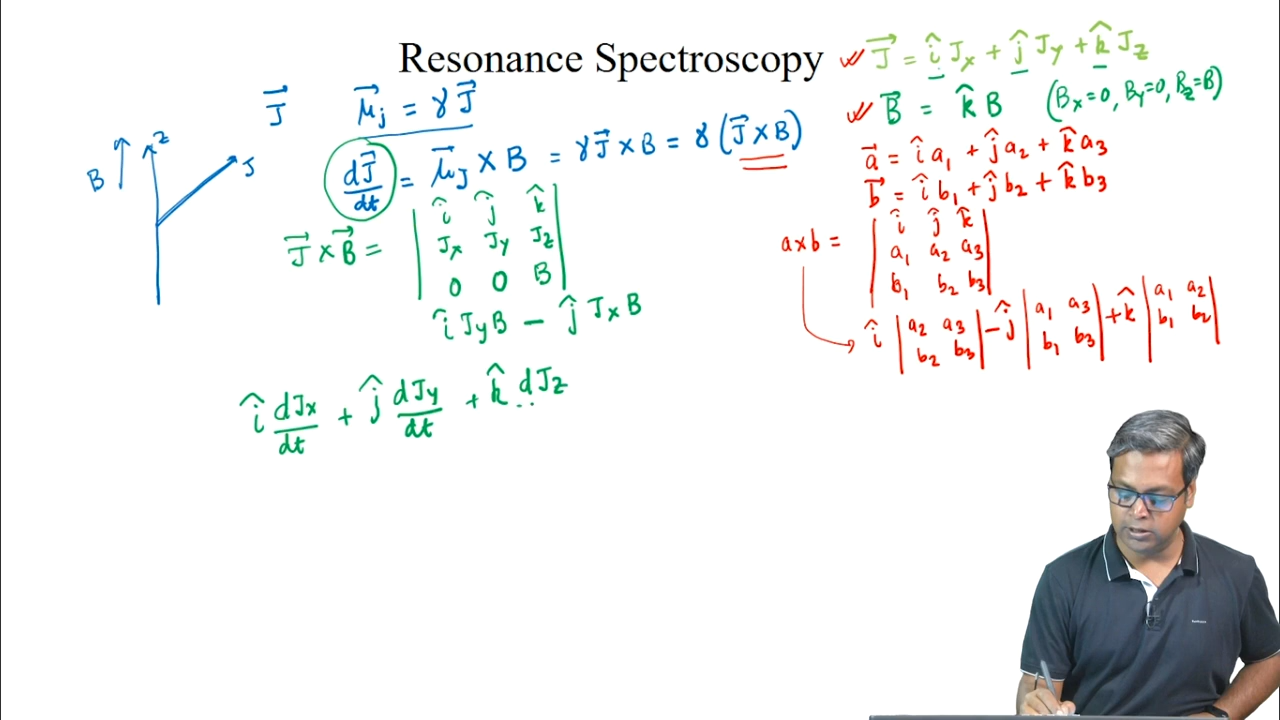 Resonance Spectroscopy
✓ J⃗ = î Jx + ĵ Jy + k̂ Jz
✓ B⃗ = k̂ B (Bx=0, By=0, Bz=B)
J⃗ μ⃗j = γ J⃗
B z J
dJ⃗/dt = μ⃗J × B = γ J⃗ × B = γ (J⃗ × B)
a⃗ = î a₁ + ĵ a₂ + k̂ a₃
b⃗ = î b₁ + ĵ b₂ + k̂ b₃
J⃗ × B⃗ = | î ĵ k̂ |
| Jx Jy Jz |
| 0 0 B |
î JyB − ĵ JxB
a×b = | î ĵ k̂ |
| a₁ a₂ a₃ |
| b₁ b₂ b₃ |
î | a₂ a₃ | − ĵ | a₁ a₃ | + k̂ | a₁ a₂ |
| b₂ b₃ | | b₁ b₃ | | b₁ b₂ |
î dJx/dt + ĵ dJy/dt + k̂ dJz